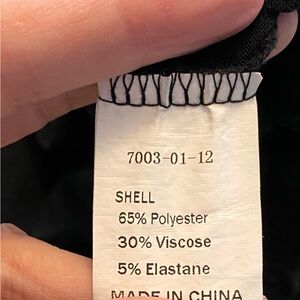 7003-01-12
SHELL
65% Polyester
30% Viscose
5% Elastane
MADE IN CHINA